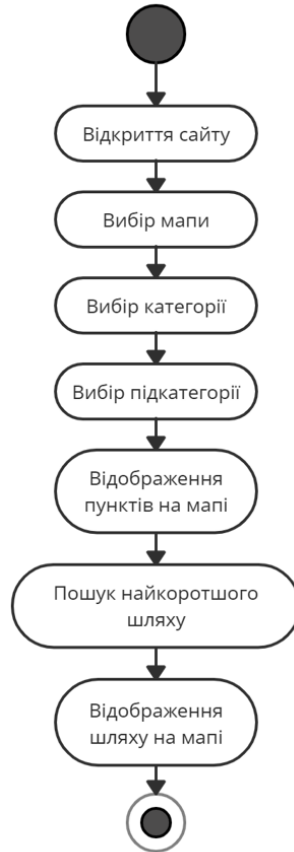 Відкриття сайту
Вибір мапи
Вибір категорії
Вибір підкатегорії
Відображення
пунктів на мапі
Пошук найкоротшого
шляху
Відображення
шляху на мапі